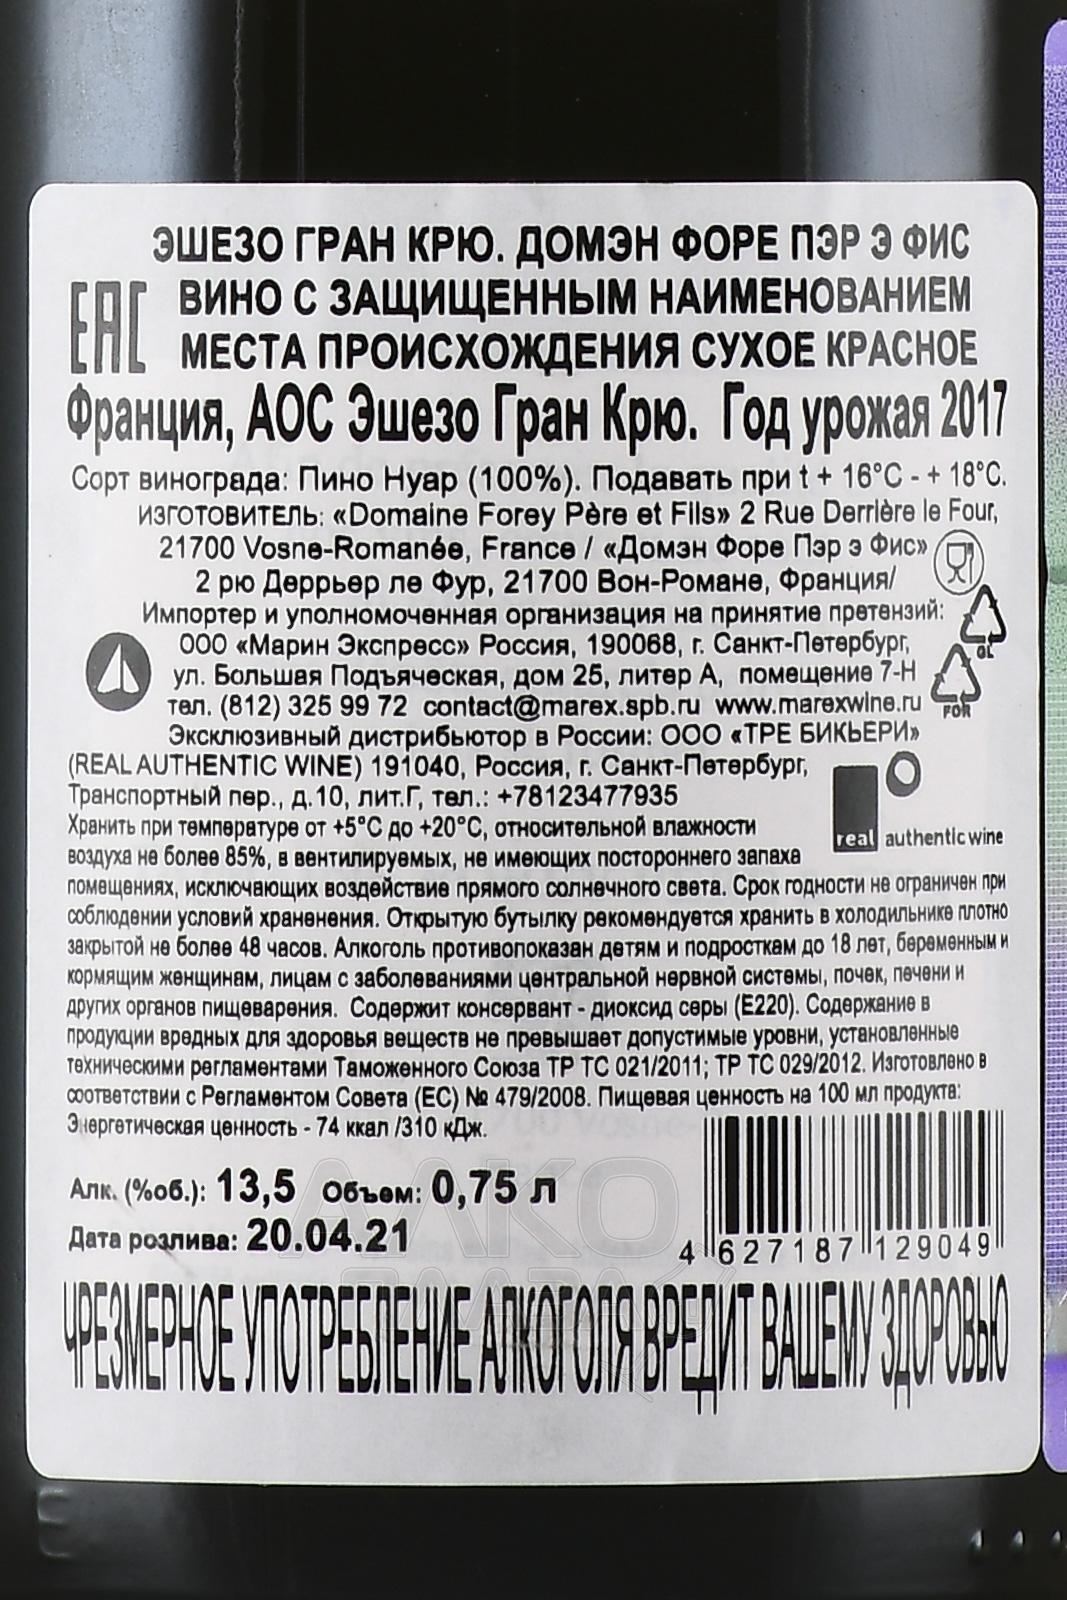 ЭШЕЗО ГРАН КРЮ. ДОМЭН ФОРЕ ПЭР Э ФИС
EAC
ВИНО С ЗАЩИЩЕННЫМ НАИМЕНОВАНИЕМ
МЕСТА ПРОИСХОЖДЕНИЯ СУХОЕ КРАСНОЕ
Франция, АОС Эшезо Гран Крю. Год урожая 2017
Сорт винограда: Пино Нуар (100%). Подавать при t + 16°C - + 18°C.
ИЗГОТОВИТЕЛЬ: «Domaine Forey Père et Fils» 2 Rue Derrière le Four,
21700 Vosne-Romanée, France / «Домэн Форе Пэр э Фис»
2 рю Деррьер ле Фур, 21700 Вон-Романе, Франция/
Импортер и уполномоченная организация на принятие претензий:
ООО «Марин Экспресс» Россия, 190068, г. Санкт-Петербург,
GL
ул. Большая Подъяческая, дом 25, литер А, помещение 7-Н
тел. (812) 325 99 72 contact@marex.spb.ru www.marexwine.ru
FOR
Эксклюзивный дистрибьютор в России: ООО «ТРЕ БИКЬЕРИ»
(REAL AUTHENTIC WINE) 191040, Россия, г. Санкт-Петербург,
Транспортный пер., д.10, лит.Г, тел.: +78123477935
real authentic wine
Хранить при температуре от +5°C до +20°C, относительной влажности
воздуха не более 85%, в вентилируемых, не имеющих постороннего запаха
помещениях, исключающих воздействие прямого солнечного света. Срок годности не ограничен при
соблюдении условий храненения. Открытую бутылку рекомендуется хранить в холодильнике плотно
закрытой не более 48 часов. Алкоголь противопоказан детям и подросткам до 18 лет, беременным и
кормящим женщинам, лицам с заболеваниями центральной нервной системы, почек, печени и
других органов пищеварения. Содержит консервант - диоксид серы (Е220). Содержание в
продукции вредных для здоровья веществ не превышает допустимые уровни, установленные
техническими регламентами Таможенного Союза ТР ТС 021/2011; ТР ТС 029/2012. Изготовлено в
соответствии с Регламентом Совета (ЕС) № 479/2008. Пищевая ценность на 100 мл продукта:
Энергетическая ценность - 74 ккал /310 кДж.
Алк. (%об.): 13,5 Объем: 0,75 л
Дата розлива: 20.04.21
4 627187 129049
ЧРЕЗМЕРНОЕ УПОТРЕБЛЕНИЕ АЛКОГОЛЯ ВРЕДИТ ВАШЕМУ ЗДОРОВЬЮ
АЛКО